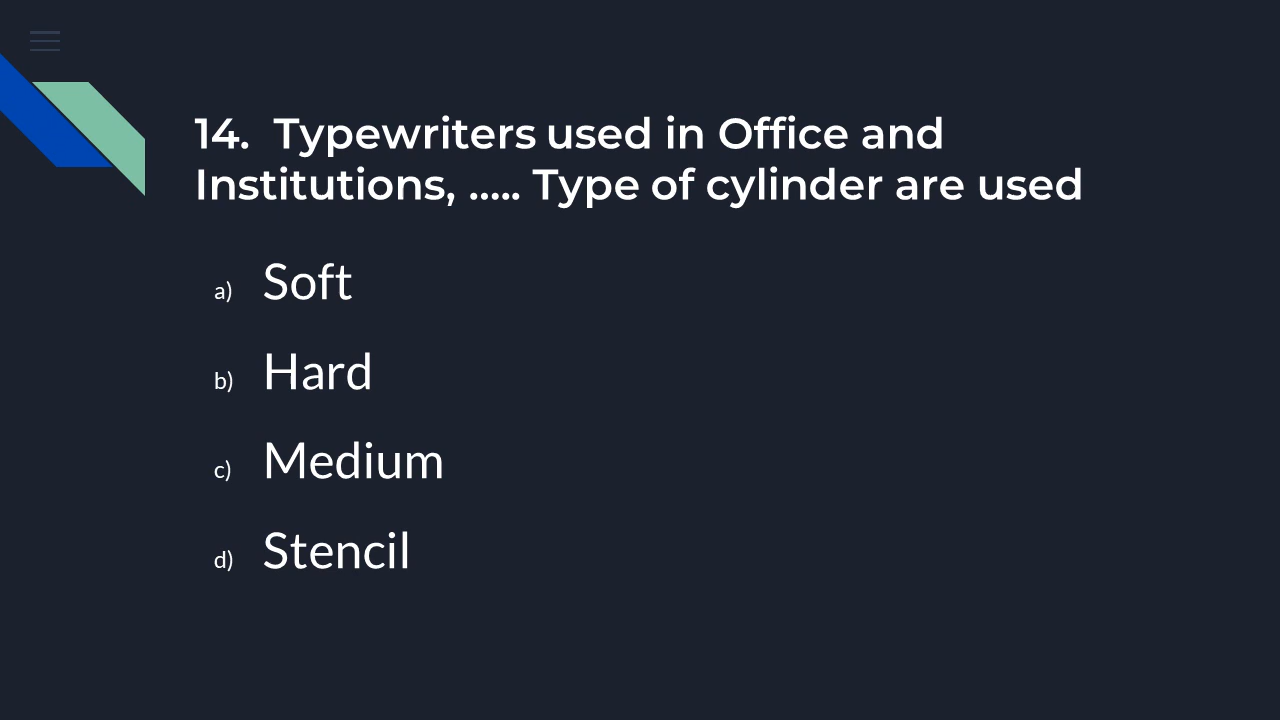 14.  Typewriters used in Office and
Institutions, ..... Type of cylinder are used
a) Soft
b) Hard
c) Medium
d) Stencil